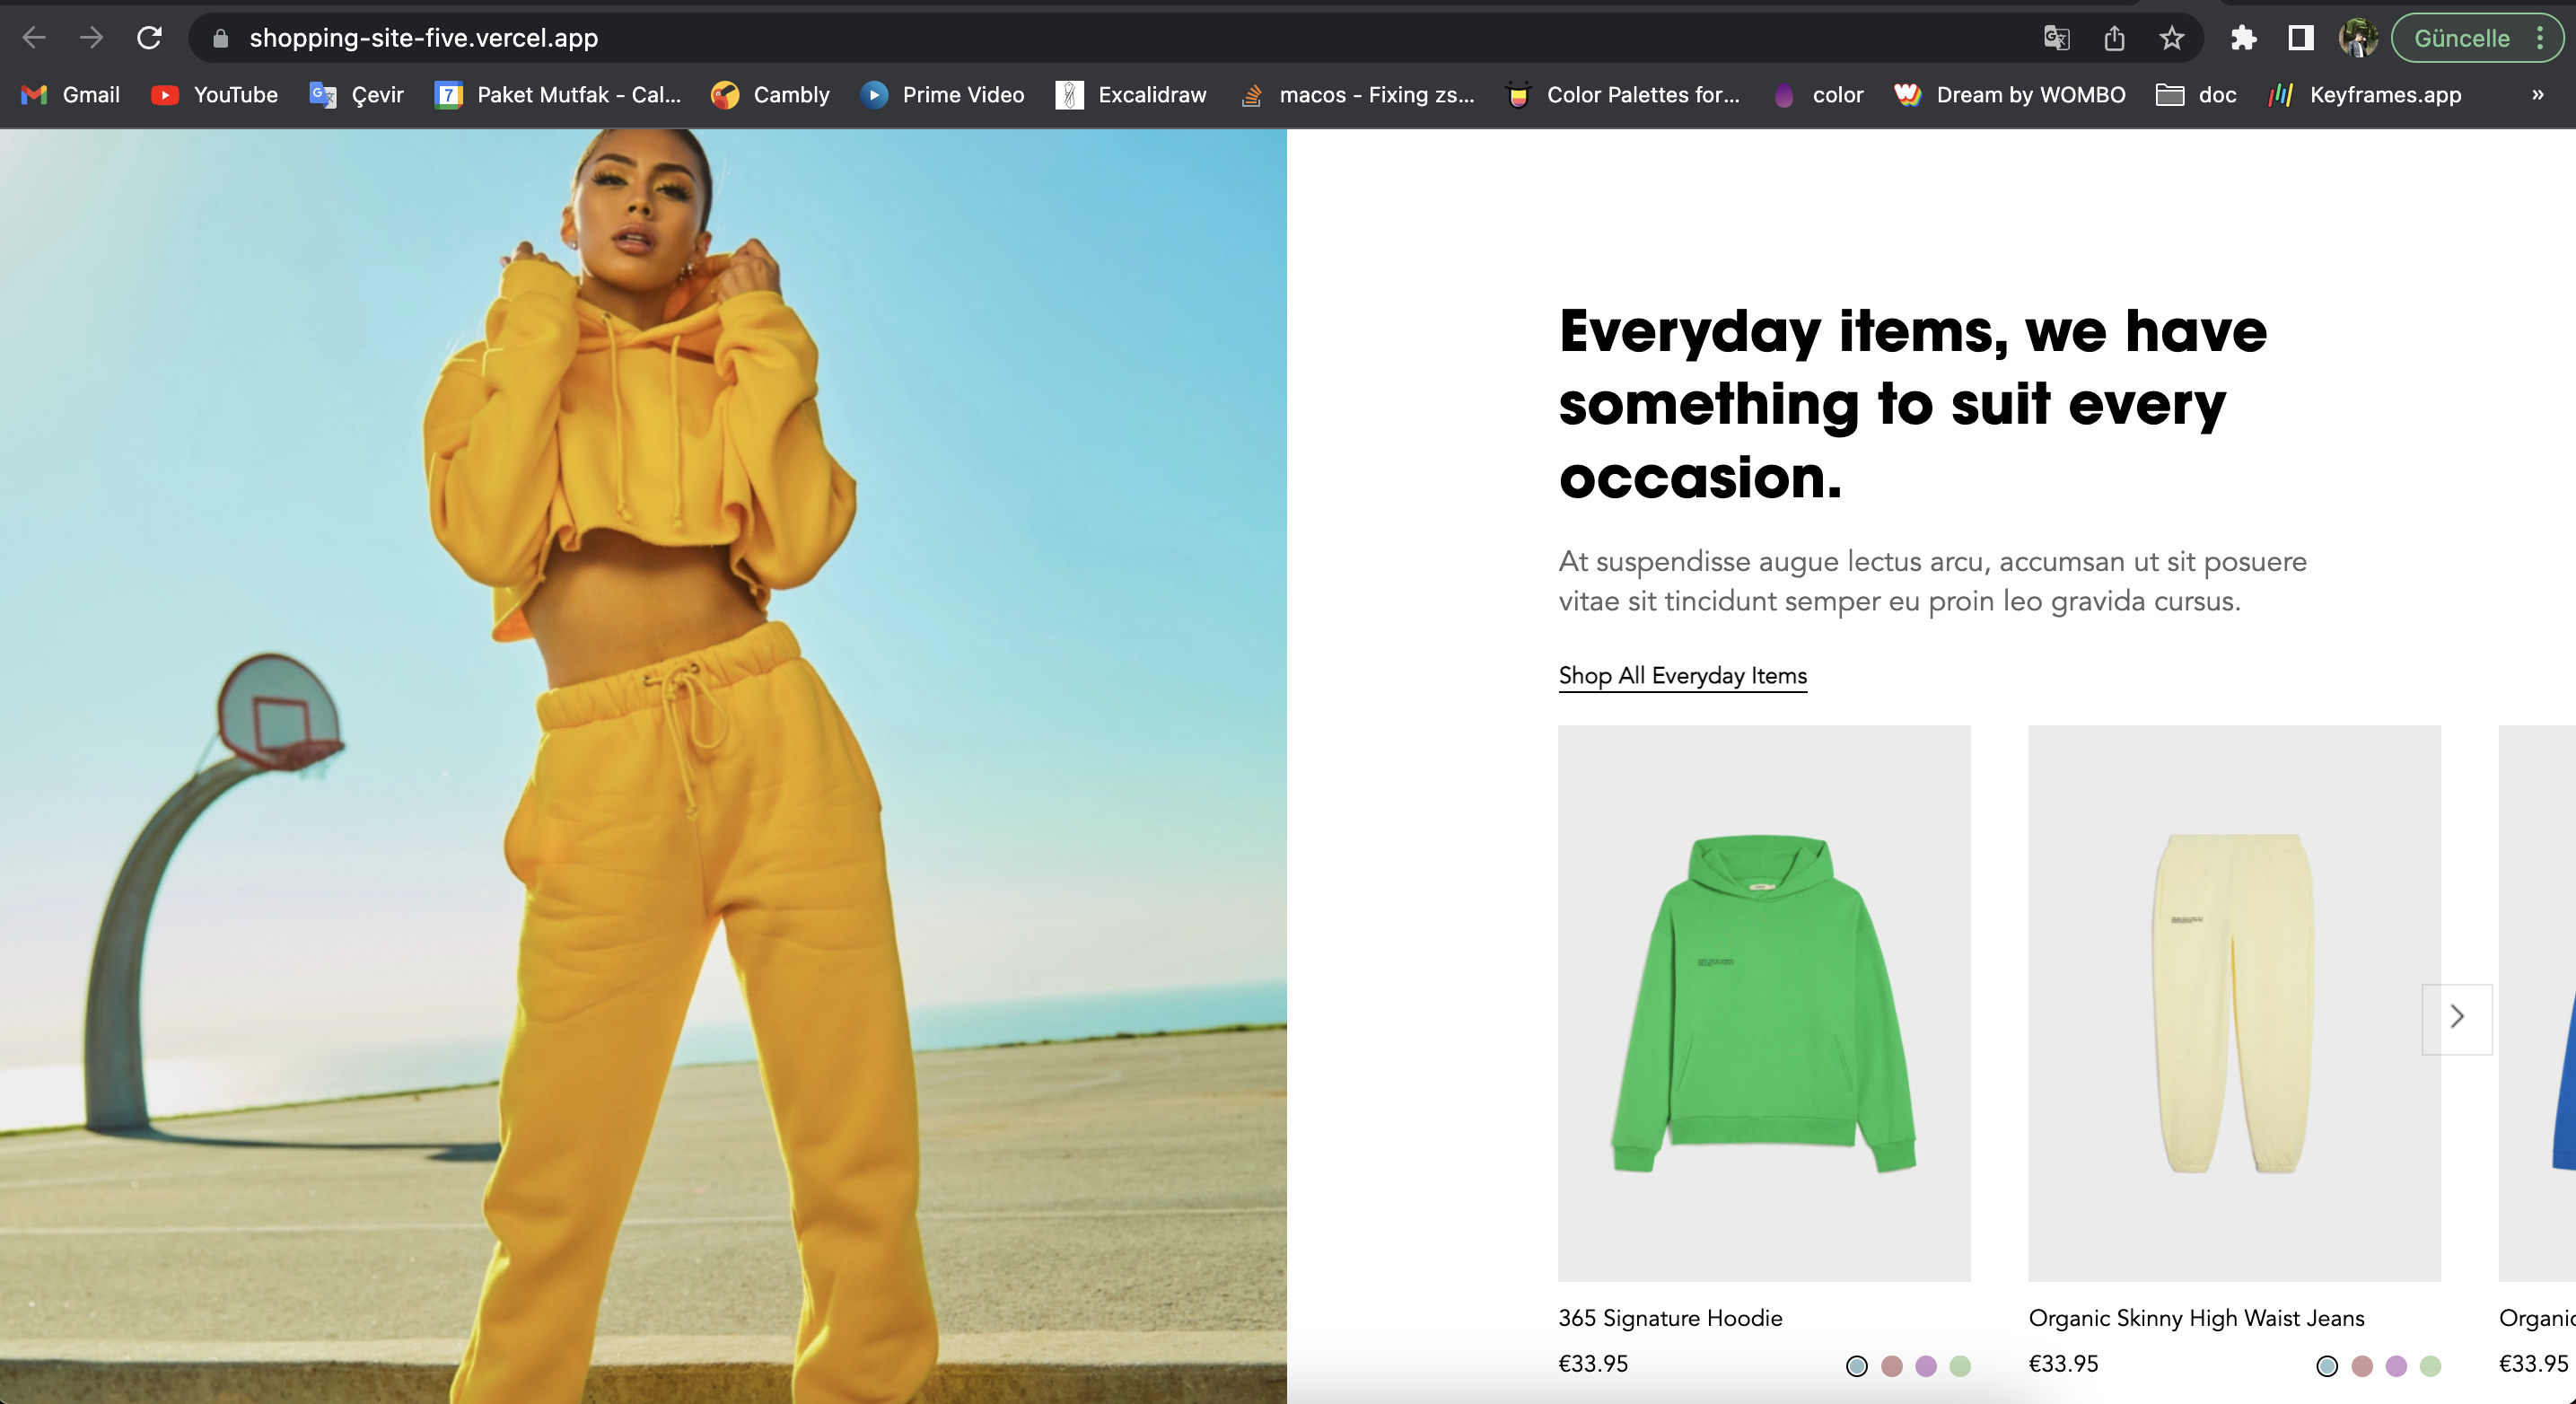 shopping-site-five.vercel.app
Güncelle
Gmail
YouTube
Çevir
7
Paket Mutfak - Cal...
Cambly
Prime Video
Excalidraw
macos - Fixing zs...
Color Palettes for...
color
Dream by WOMBO
doc
Keyframes.app
»
Everyday items, we have
something to suit every
occasion.
At suspendisse augue lectus arcu, accumsan ut sit posuere
vitae sit tincidunt semper eu proin leo gravida cursus.
Shop All Everyday Items
365 Signature Hoodie
€33.95
Organic Skinny High Waist Jeans
€33.95
Organic
€33.95